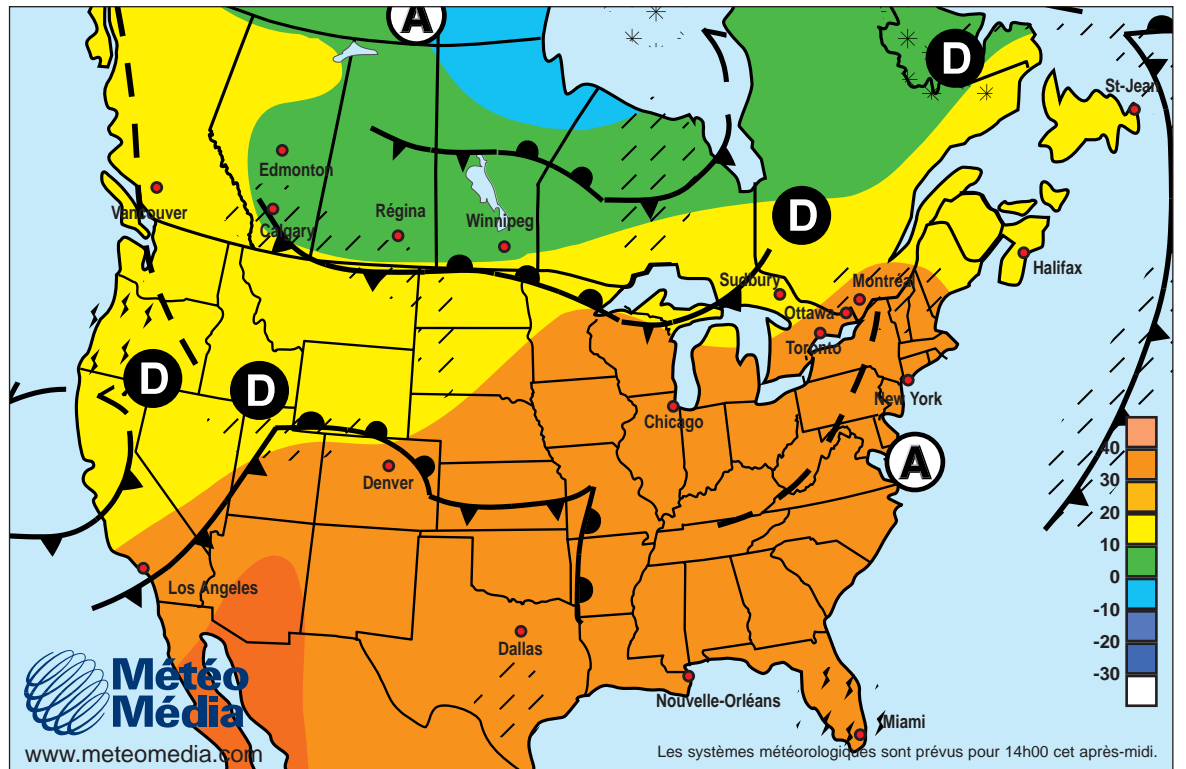 A
D
St-Jean
Edmonton
Vancouver
Calgary
Régina
Winnipeg
D
Halifax
Sudbury
Montréal
Ottawa
Toronto
D
D
New York
Chicago
A
Denver
40
30
20
10
0
-10
-20
-30
Los Angeles
Dallas
Nouvelle-Orléans
Miami
Météo
Média
www.meteomedia.com
Les systèmes météorologiques sont prévus pour 14h00 cet après-midi.